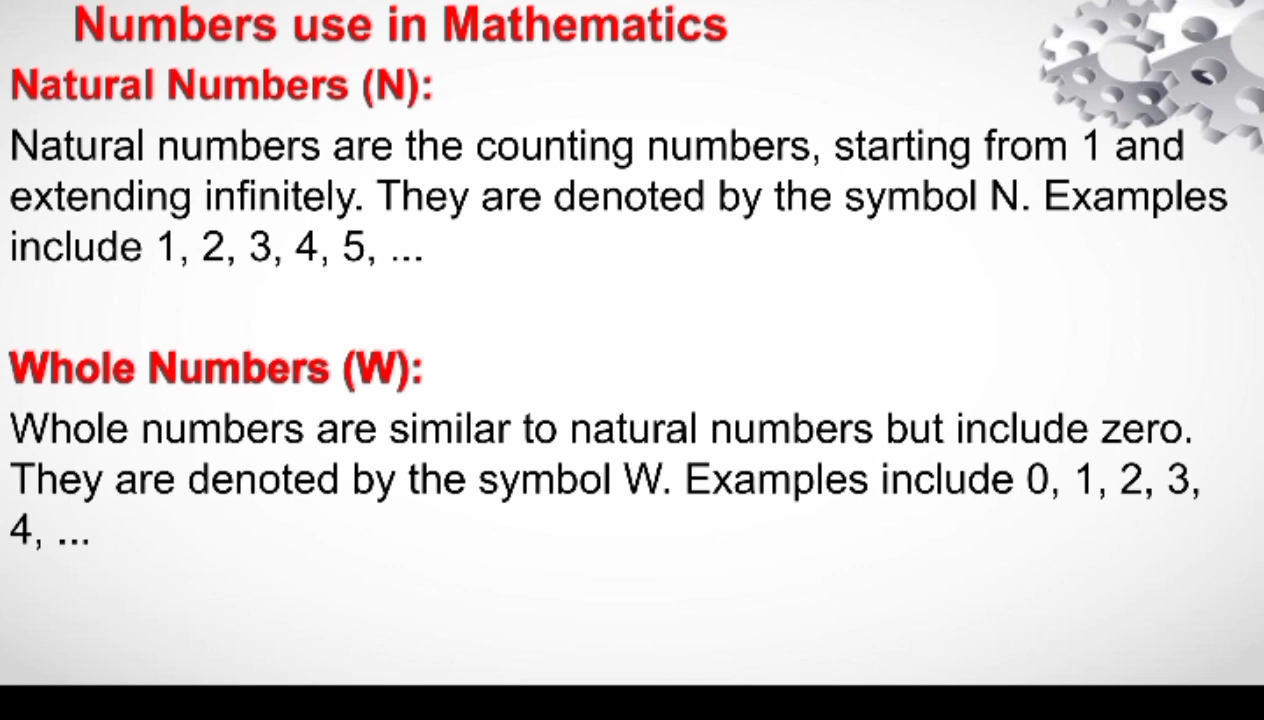 Numbers use in Mathematics
Natural Numbers (N):
Natural numbers are the counting numbers, starting from 1 and
extending infinitely. They are denoted by the symbol N. Examples
include 1, 2, 3, 4, 5, ...
Whole Numbers (W):
Whole numbers are similar to natural numbers but include zero.
They are denoted by the symbol W. Examples include 0, 1, 2, 3,
4, ...